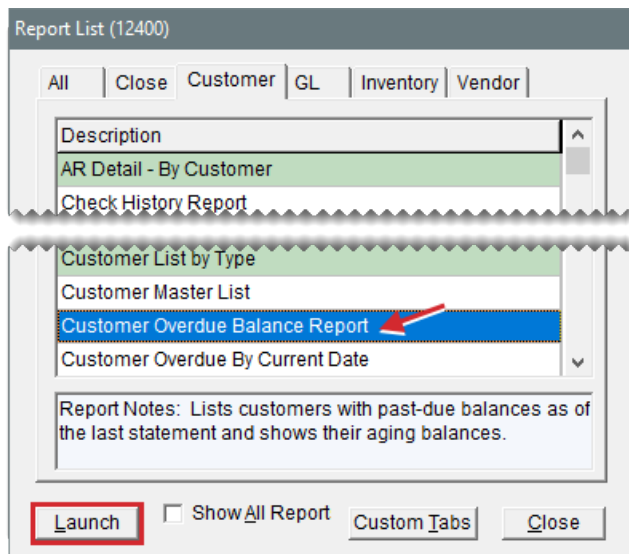 Report List (12400)
All Close Customer GL Inventory Vendor
Description
AR Detail - By Customer
Check History Report
Customer List by Type
Customer Master List
Customer Overdue Balance Report
Customer Overdue By Current Date
Report Notes: Lists customers with past-due balances as of
the last statement and shows their aging balances.
Launch Show All Report Custom Tabs Close